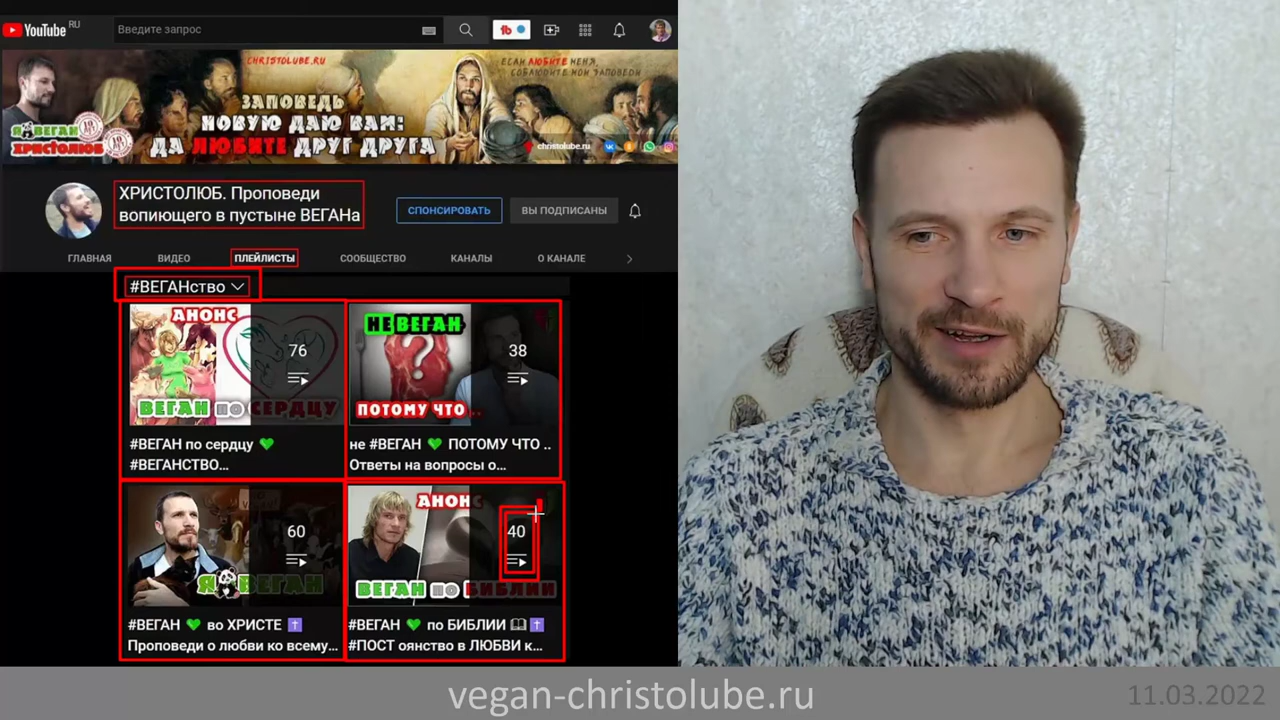 YouTube RU
Введите запрос
CHRISTOLUBE.RU
ЕСЛИ ЛЮБИТЕ МЕНЯ,
СОБЛЮДИТЕ МОИ ЗАПОВЕДИ
ЗАПОВЕДЬ
НОВУЮ ДАЮ ВАМ:
ДА ЛЮБИТЕ ДРУГ ДРУГА
Я ВЕГАН
ХРИСТОЛЮБ
christolube.ru
ХРИСТОЛЮБ. Проповеди
вопиющего в пустыне ВЕГАНа
СПОНСИРОВАТЬ
ВЫ ПОДПИСАНЫ
ГЛАВНАЯ ВИДЕО ПЛЕЙЛИСТЫ СООБЩЕСТВО КАНАЛЫ О КАНАЛЕ
#ВЕГАНство
АНОНС
76
ВЕГАН по СЕРДЦУ
#ВЕГАН по сердцу 💚
#ВЕГАНСТВО...
НЕ ВЕГАН
38
ПОТОМУ ЧТО..
не #ВЕГАН 💚 ПОТОМУ ЧТО ..
Ответы на вопросы о...
60
Я ВЕГАН
#ВЕГАН 💚 во ХРИСТЕ ✝️
Проповеди о любви ко всему...
АНОНС
40
ВЕГАН по БИБЛИИ
#ВЕГАН 💚 по БИБЛИИ 📖✝️
#ПОСТ оянство в ЛЮБВИ к...
vegan-christolube.ru
11.03.2022